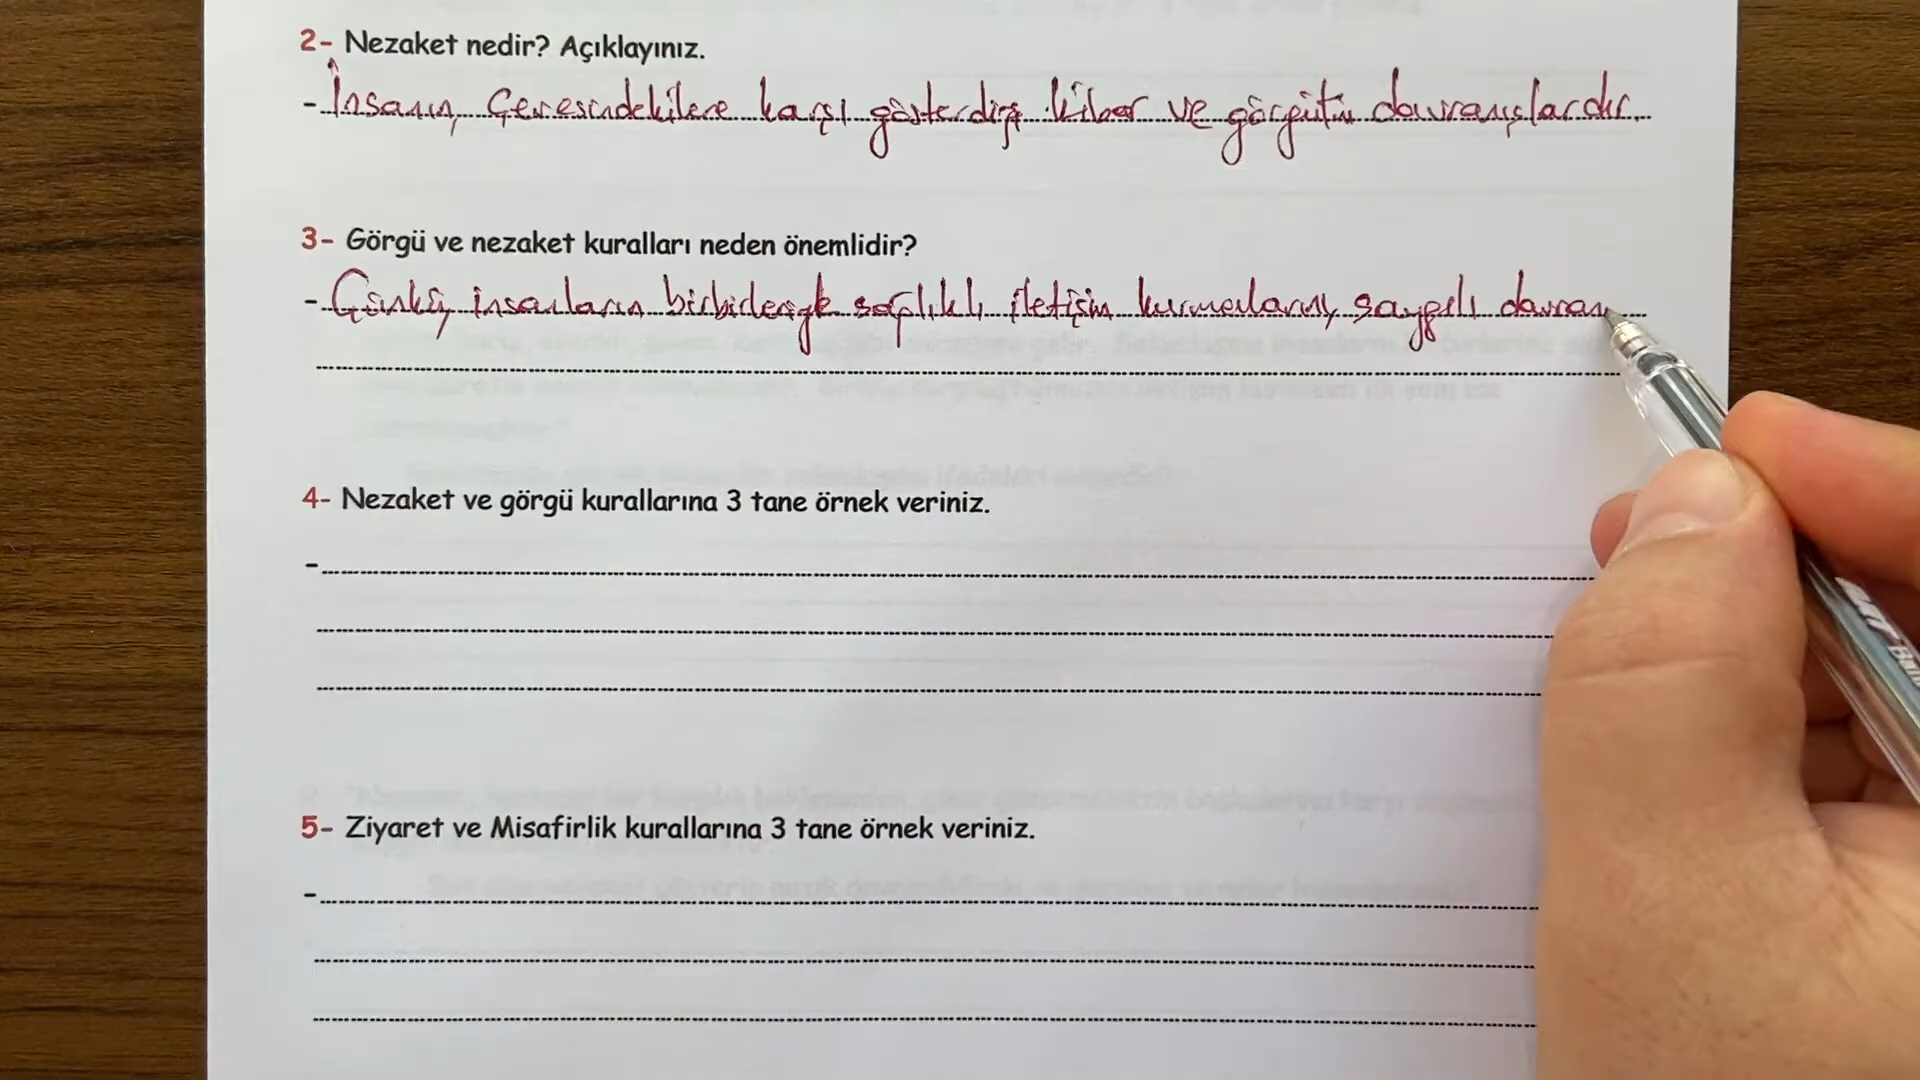 2- Nezaket nedir? Açıklayınız.
- İnsanın, çevresindekilere karşı gösterdiği kibar ve görgülü davranışlardır.
3- Görgü ve nezaket kuralları neden önemlidir?
- Çünkü, insanların birbirleriyle sağlıklı iletişim kurmalarını, saygılı davran
4- Nezaket ve görgü kurallarına 3 tane örnek veriniz.
-
5- Ziyaret ve Misafirlik kurallarına 3 tane örnek veriniz.
-